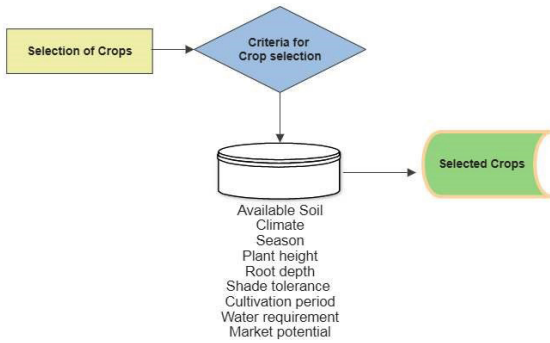 Selection of Crops
Criteria for
Crop selection
Selected Crops
Available Soil
Climate
Season
Plant height
Root depth
Shade tolerance
Cultivation period
Water requirement
Market potential